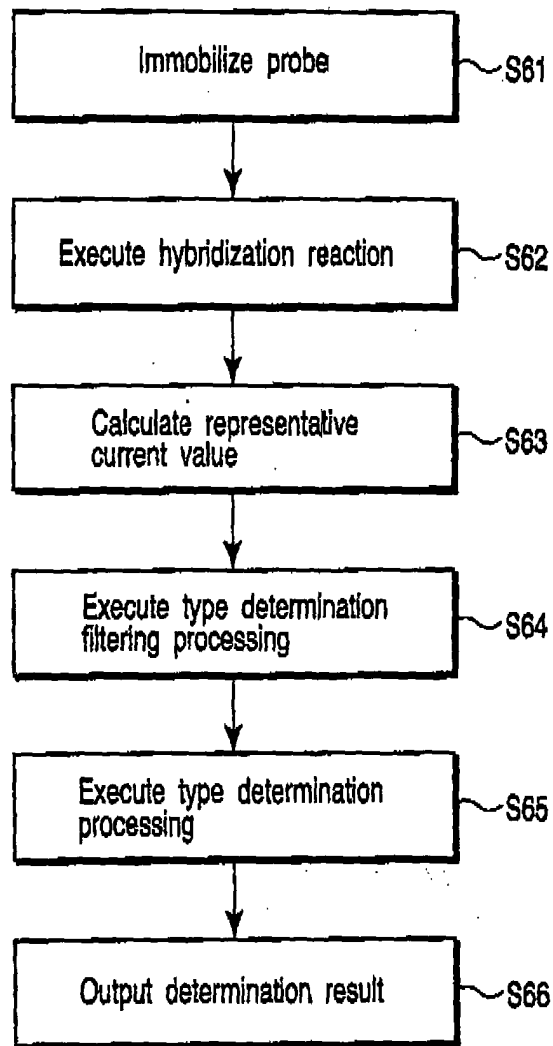 Immobilize probe
S61
Execute hybridization reaction
S62
Calculate representative
current value
S63
Execute type determination
filtering processing
S64
Execute type determination
processing
S65
Output determination result
S66